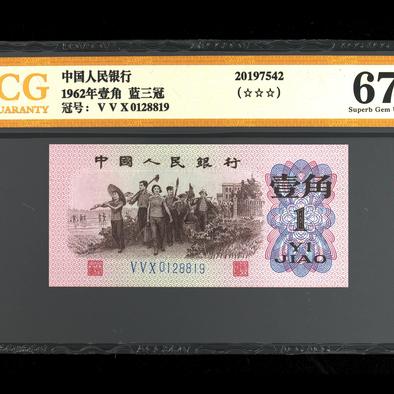 CG
UARANTY
中国人民银行
1962年壹角 蓝三冠
冠号: V V X 0128819
20197542
(☆☆☆)
67
Superb Gem U
中國人民銀行
壹角
1
YI
JIAO
VVX0128819